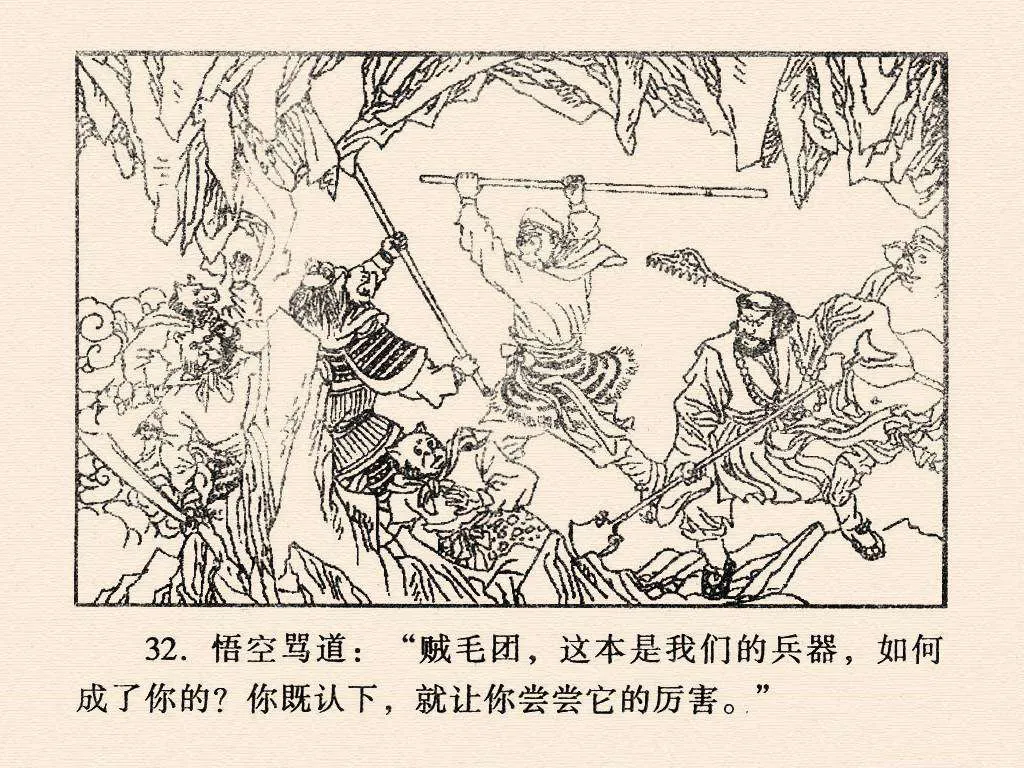 32. 悟空骂道：“贼毛团，这本是我们的兵器，如何
成了你的？你既认下，就让你尝尝它的厉害。”